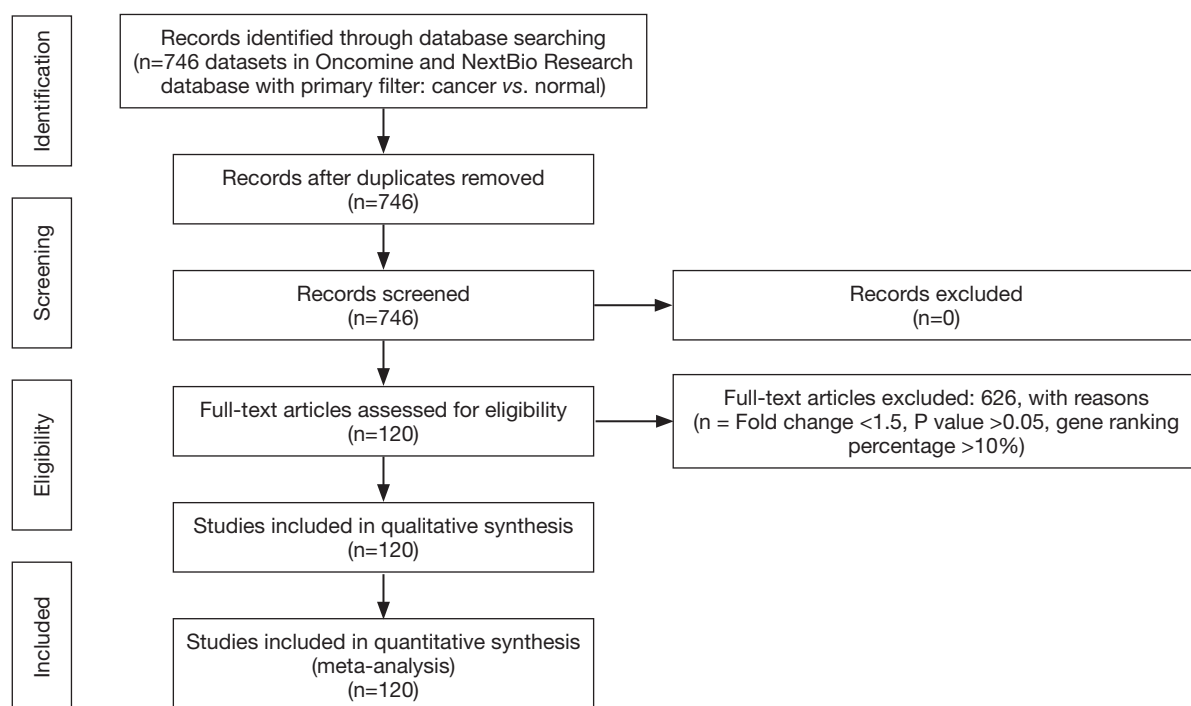 Identification
Records identified through database searching
(n=746 datasets in Oncomine and NextBio Research
database with primary filter: cancer vs. normal)
Records after duplicates removed
(n=746)
Screening
Records screened
(n=746)
Records excluded
(n=0)
Eligibility
Full-text articles assessed for eligibility
(n=120)
Full-text articles excluded: 626, with reasons
(n = Fold change <1.5, P value >0.05, gene ranking
percentage >10%)
Studies included in qualitative synthesis
(n=120)
Included
Studies included in quantitative synthesis
(meta-analysis)
(n=120)